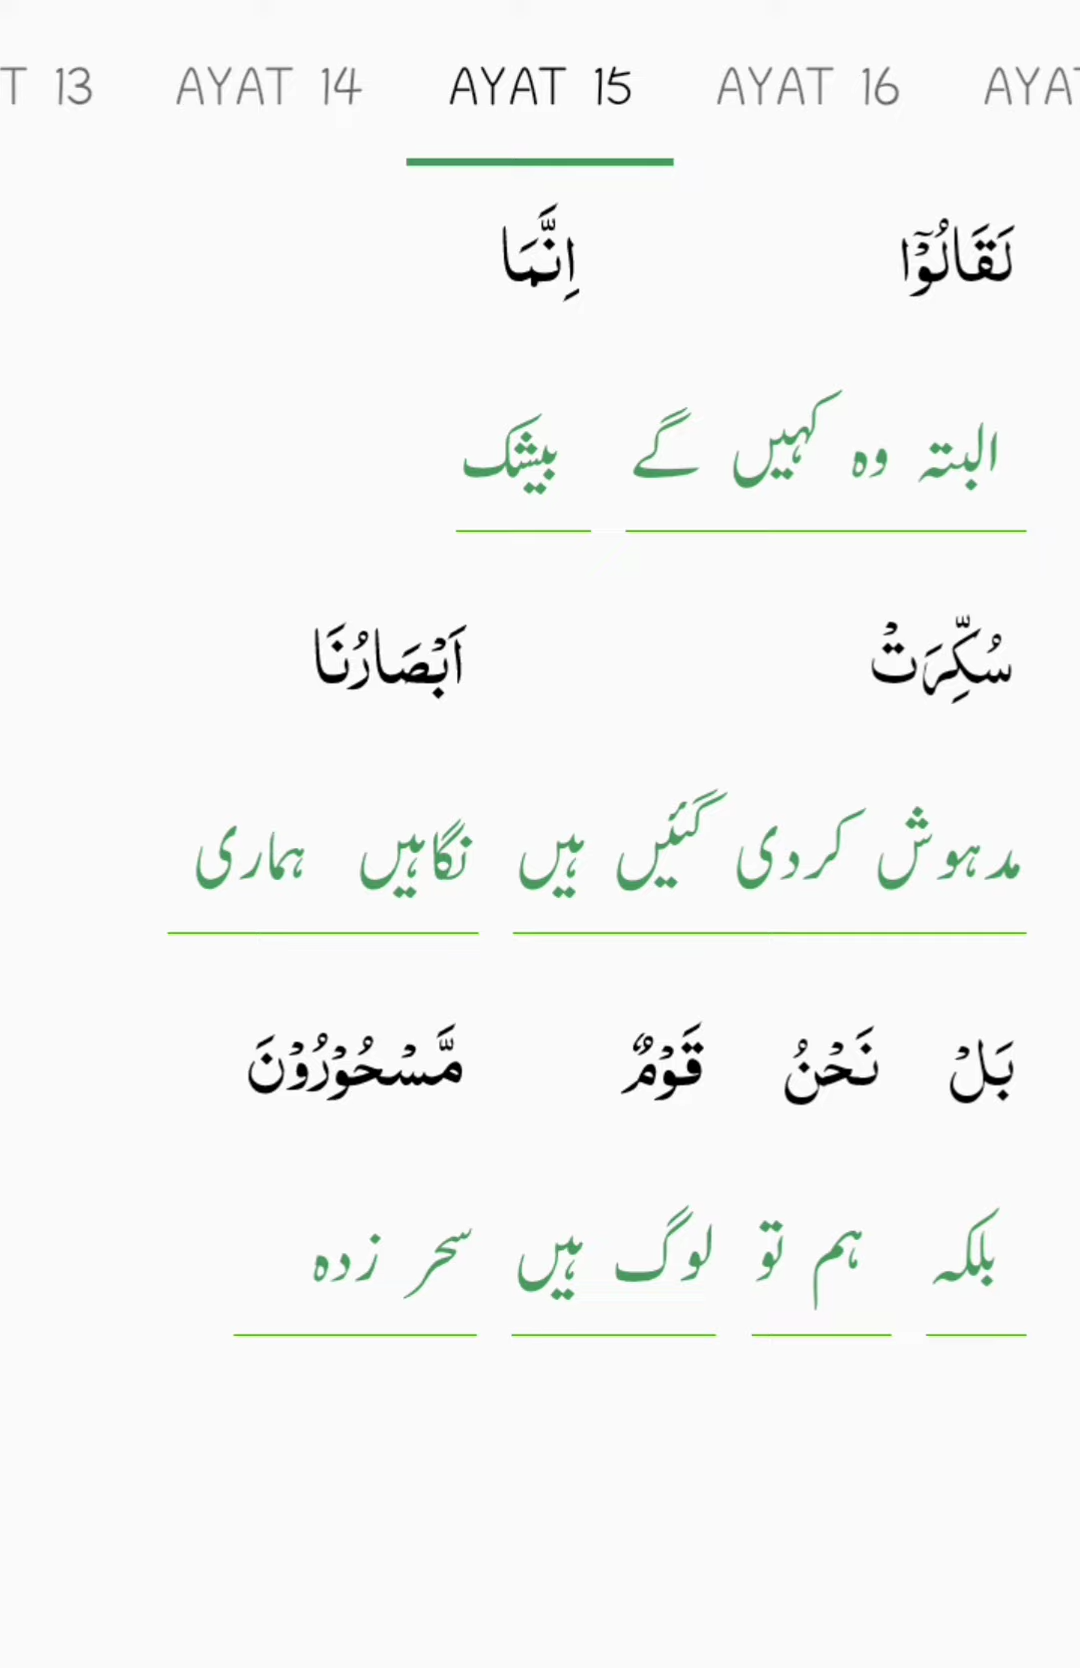 T 13 AYAT 14 AYAT 15 AYAT 16 AYA
لَقَالُوْۤا اِنَّمَا
البتہ وہ کہیں گے بیشک
سُكِّرَتْ اَبْصَارُنَا
مدہوش کردی گئیں ہیں نگاہیں ہماری
بَلْ نَحْنُ قَوْمٌ مَّسْحُوْرُوْنَ
بلکہ ہم تو لوگ ہیں سحر زدہ